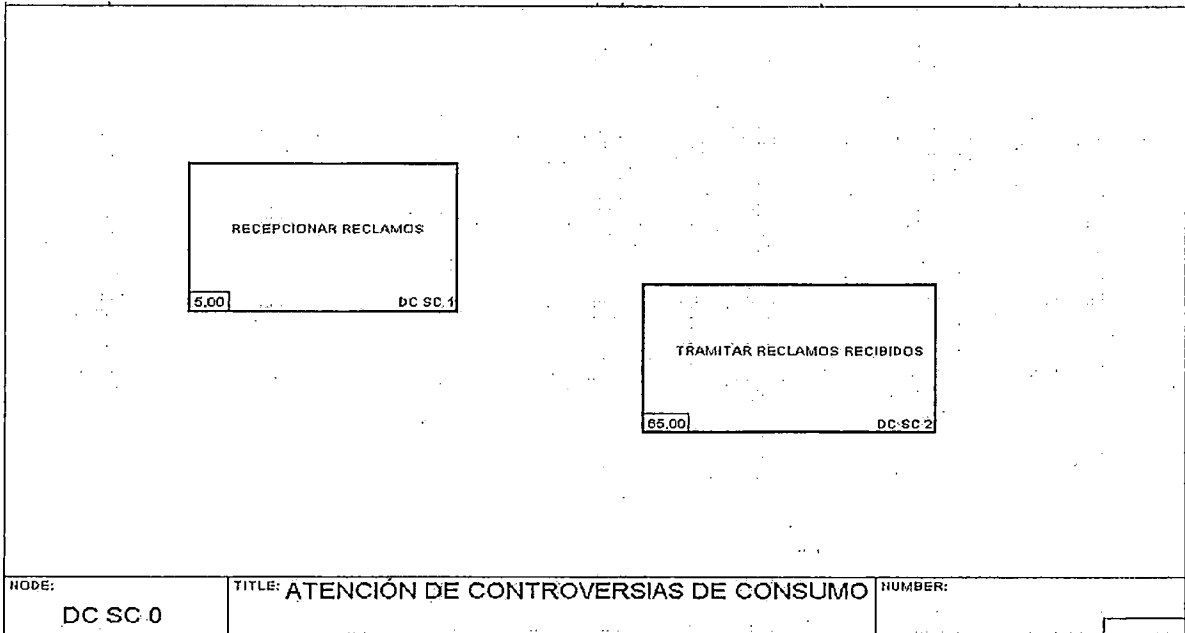 RECEPCIONAR RECLAMOS
5.00 DC SC 1
TRAMITAR RECLAMOS RECIBIDOS
65.00 DC SC 2
NODE: TITLE: ATENCIÓN DE CONTROVERSIAS DE CONSUMO NUMBER:
DC SC 0